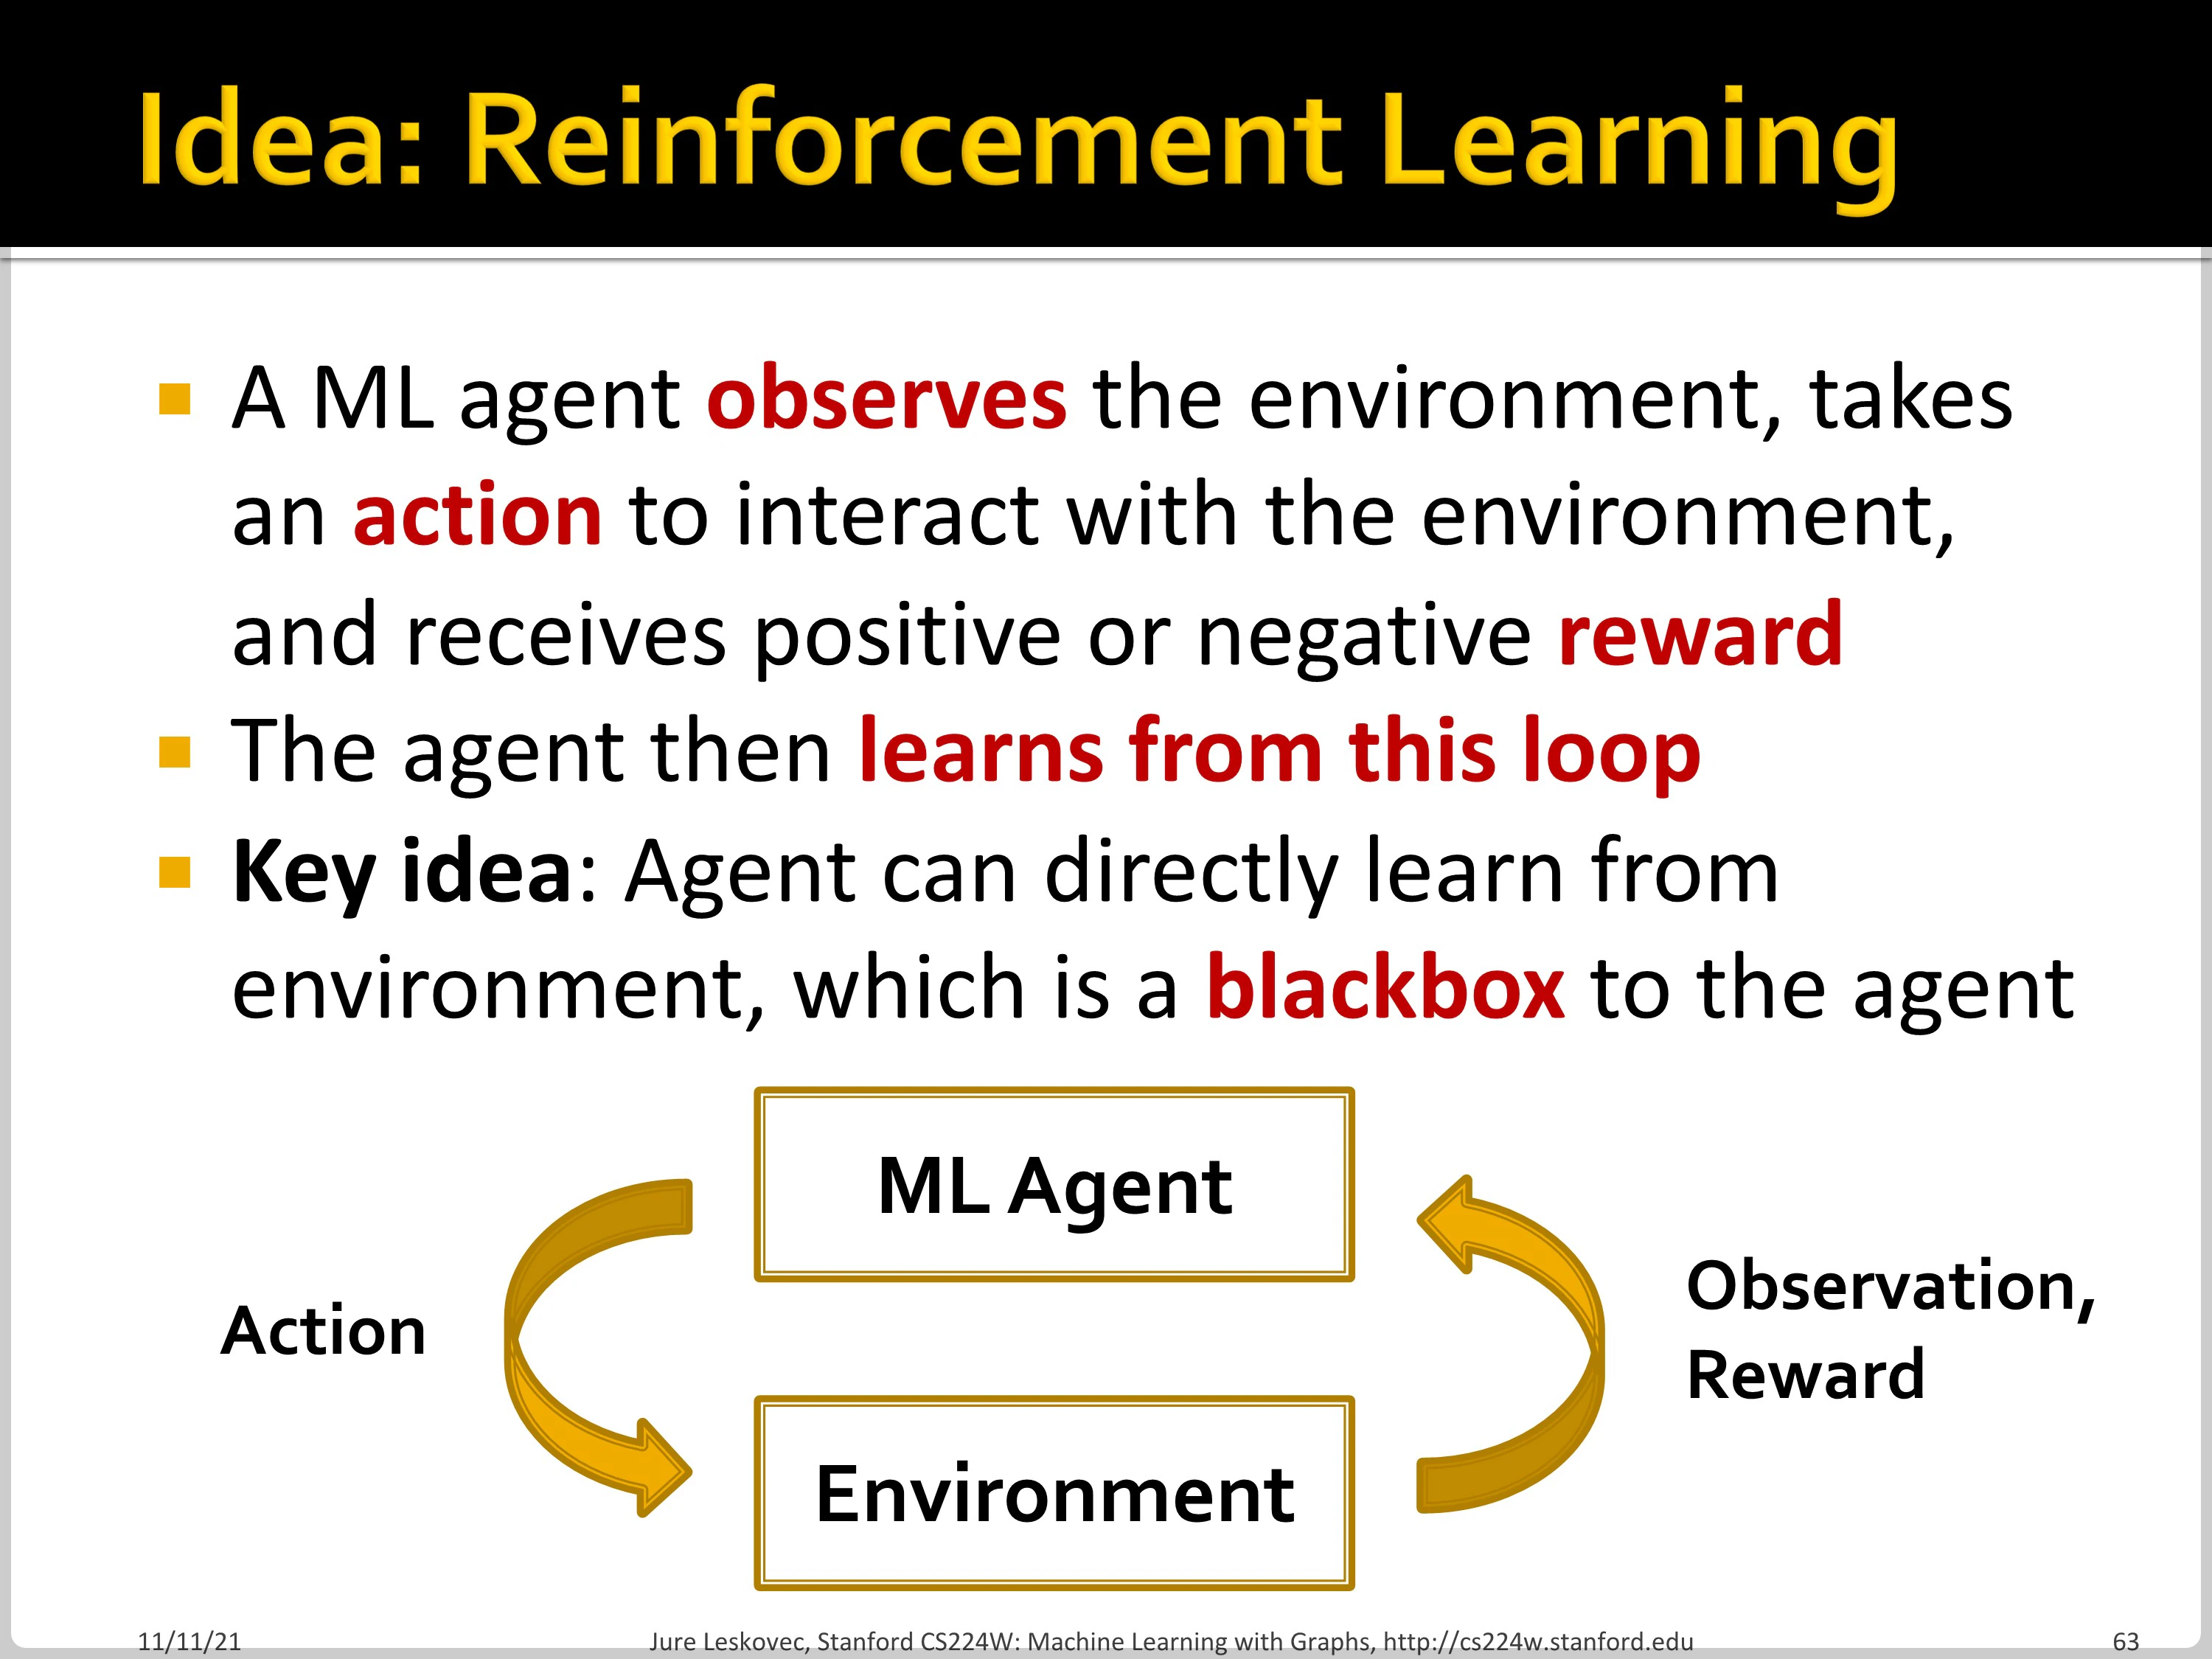 Idea: Reinforcement Learning
A ML agent observes the environment, takes
an action to interact with the environment,
and receives positive or negative reward
The agent then learns from this loop
Key idea: Agent can directly learn from
environment, which is a blackbox to the agent
ML Agent
Action
Observation,
Reward
Environment
11/11/21
Jure Leskovec, Stanford CS224W: Machine Learning with Graphs, http://cs224w.stanford.edu
63